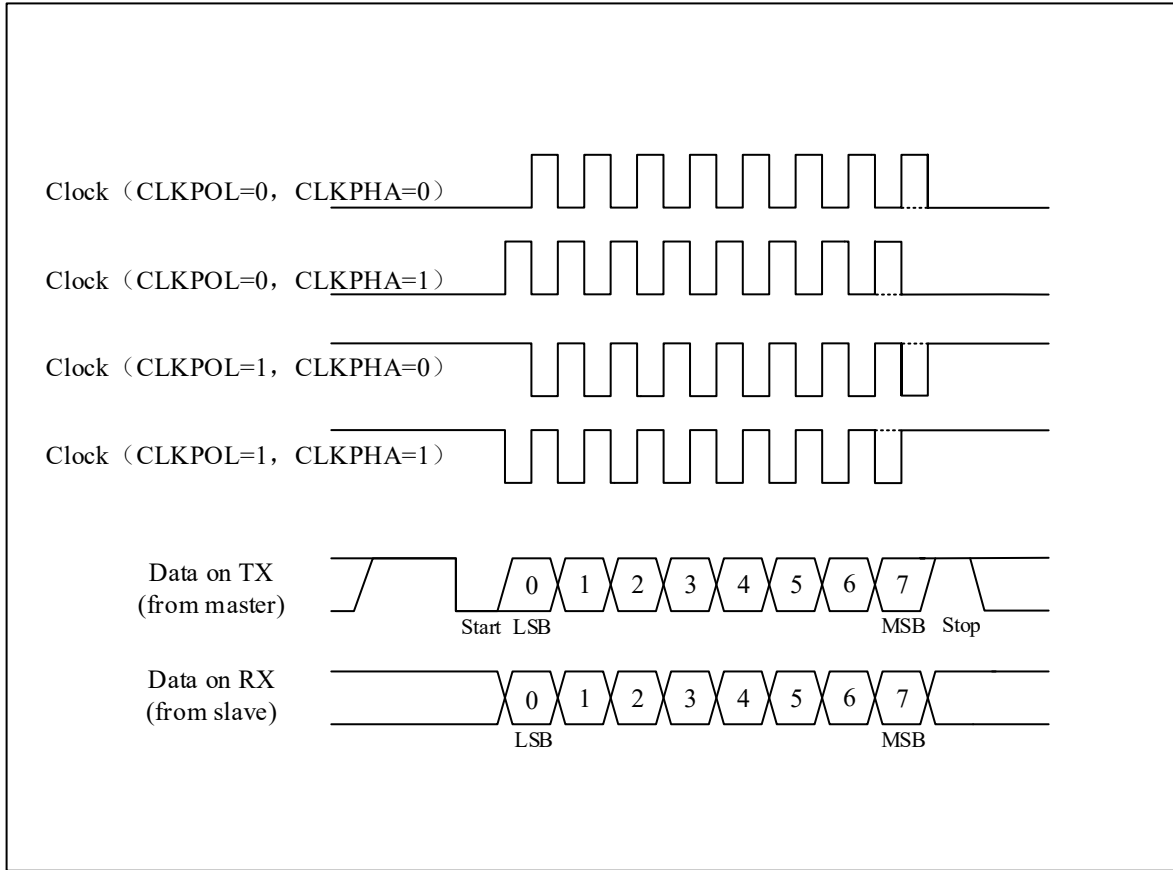 Clock（CLKPOL=0，CLKPHA=0）
Clock（CLKPOL=0，CLKPHA=1）
Clock（CLKPOL=1，CLKPHA=0）
Clock（CLKPOL=1，CLKPHA=1）
Data on TX
(from master)
0 1 2 3 4 5 6 7
Start LSB MSB Stop
Data on RX
(from slave)
0 1 2 3 4 5 6 7
LSB MSB